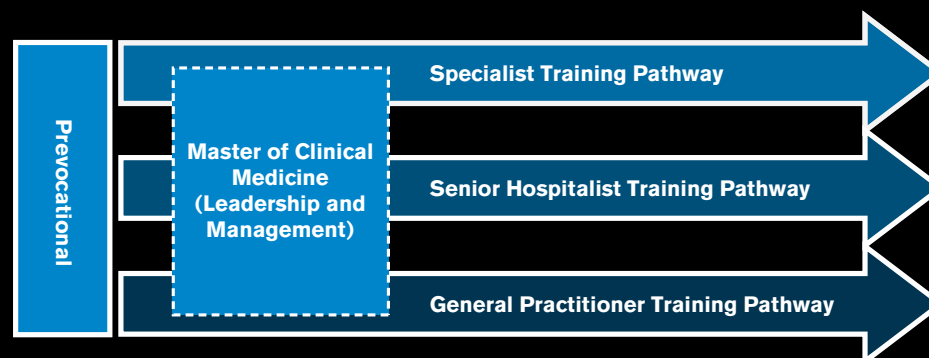 Prevocational
Specialist Training Pathway
Master of Clinical
Medicine
(Leadership and
Management)
Senior Hospitalist Training Pathway
General Practitioner Training Pathway